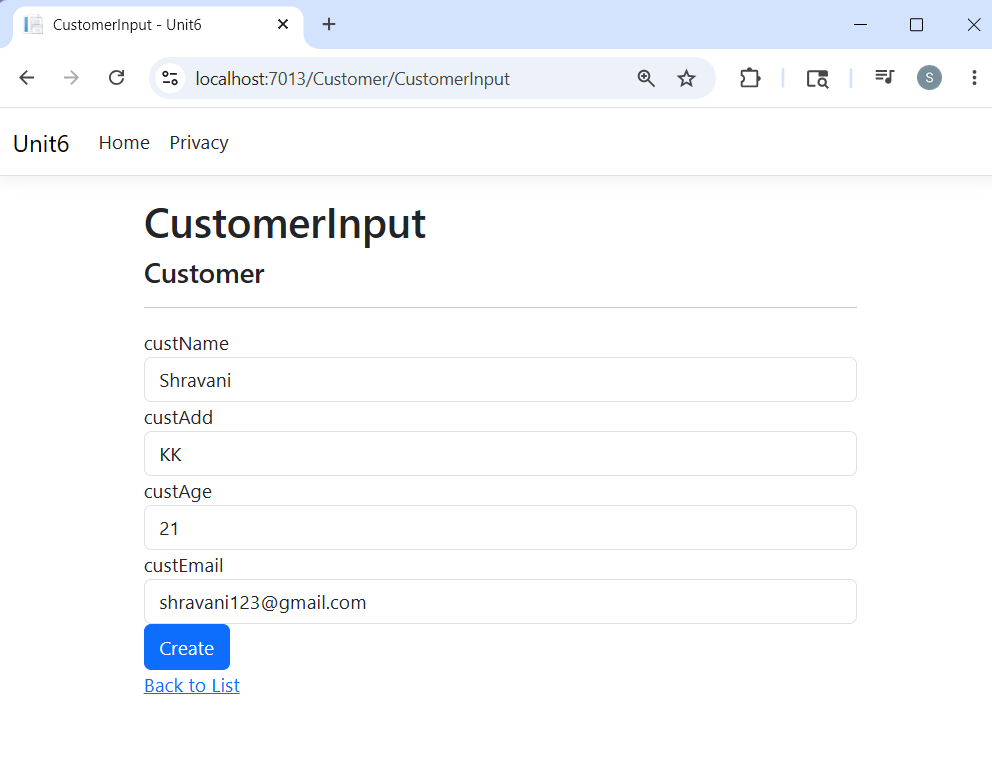 CustomerInput - Unit6
localhost:7013/Customer/CustomerInput
S
Unit6 Home Privacy
CustomerInput
Customer
custName
Shravani
custAdd
KK
custAge
21
custEmail
shravani123@gmail.com
Create
Back to List